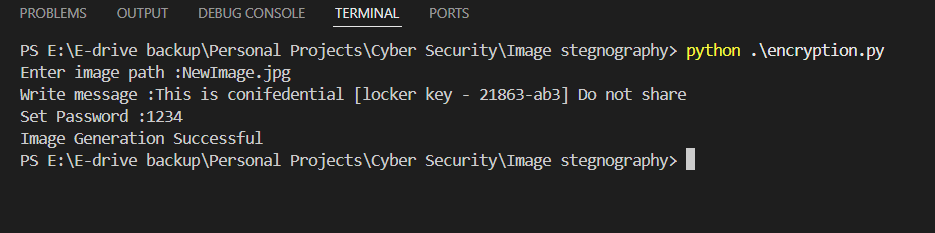 PROBLEMS OUTPUT DEBUG CONSOLE TERMINAL PORTS
PS E:\E-drive backup\Personal Projects\Cyber Security\Image stegnography> python .\encryption.py
Enter image path :NewImage.jpg
Write message :This is conifedential [locker key - 21863-ab3] Do not share
Set Password :1234
Image Generation Successful
PS E:\E-drive backup\Personal Projects\Cyber Security\Image stegnography>